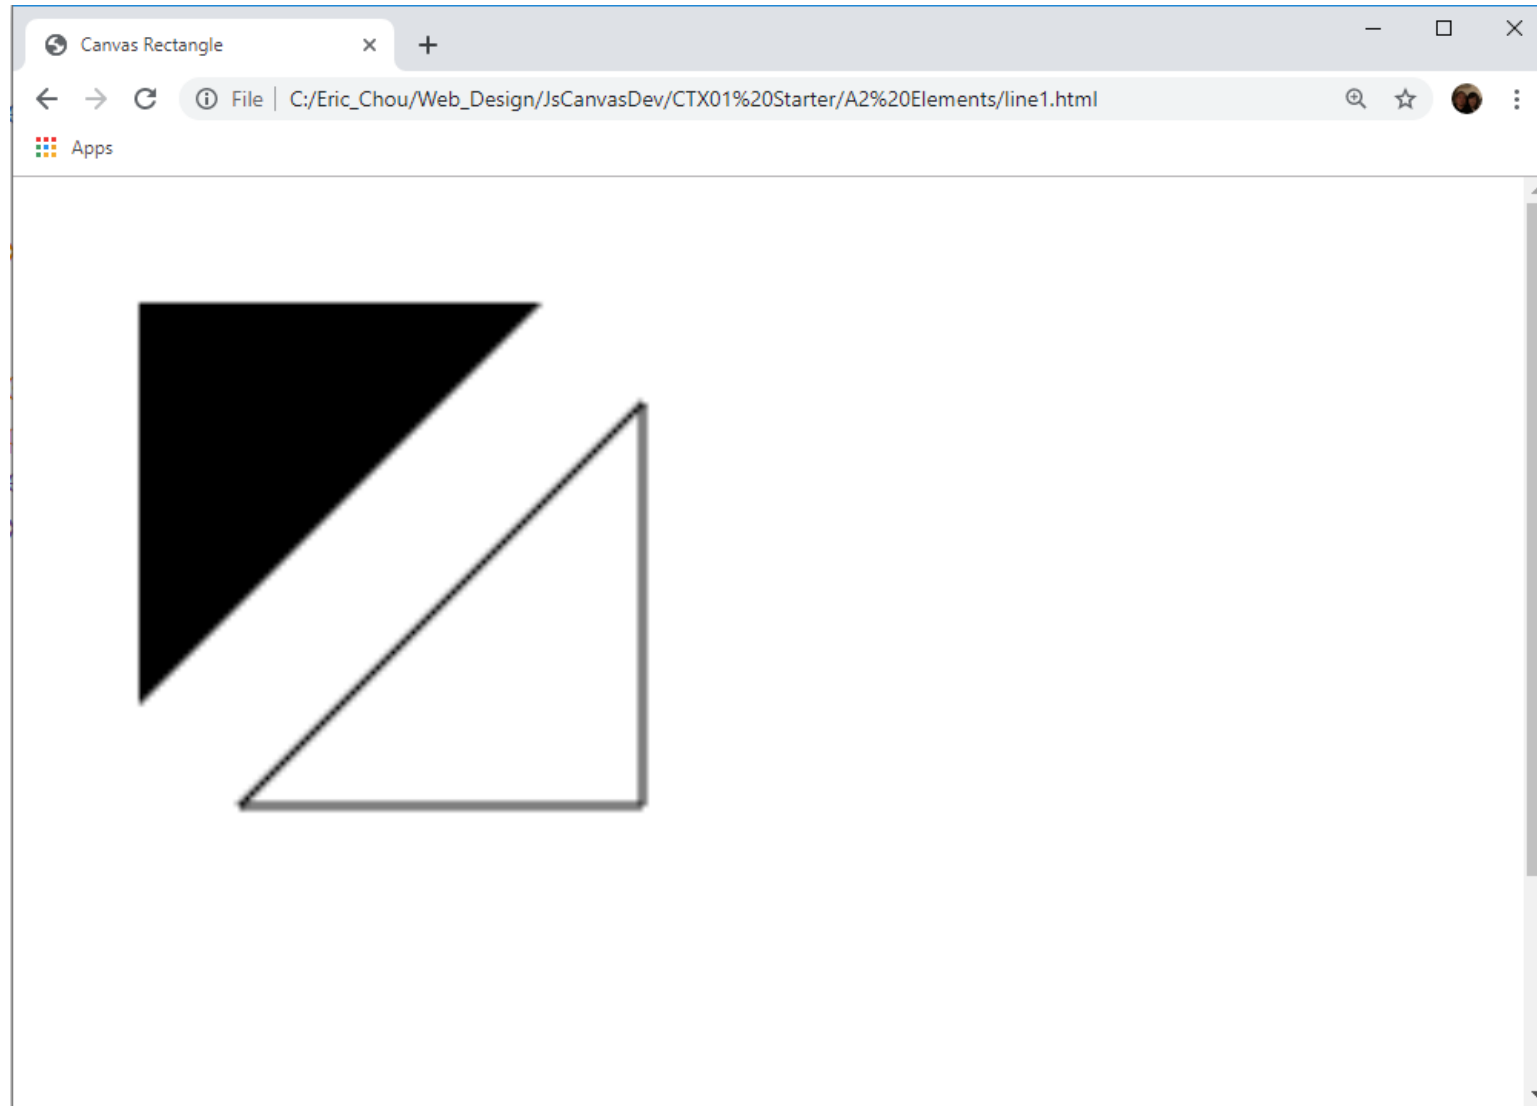 Canvas Rectangle
File C:/Eric_Chou/Web_Design/JsCanvasDev/CTX01%20Starter/A2%20Elements/line1.html
Apps